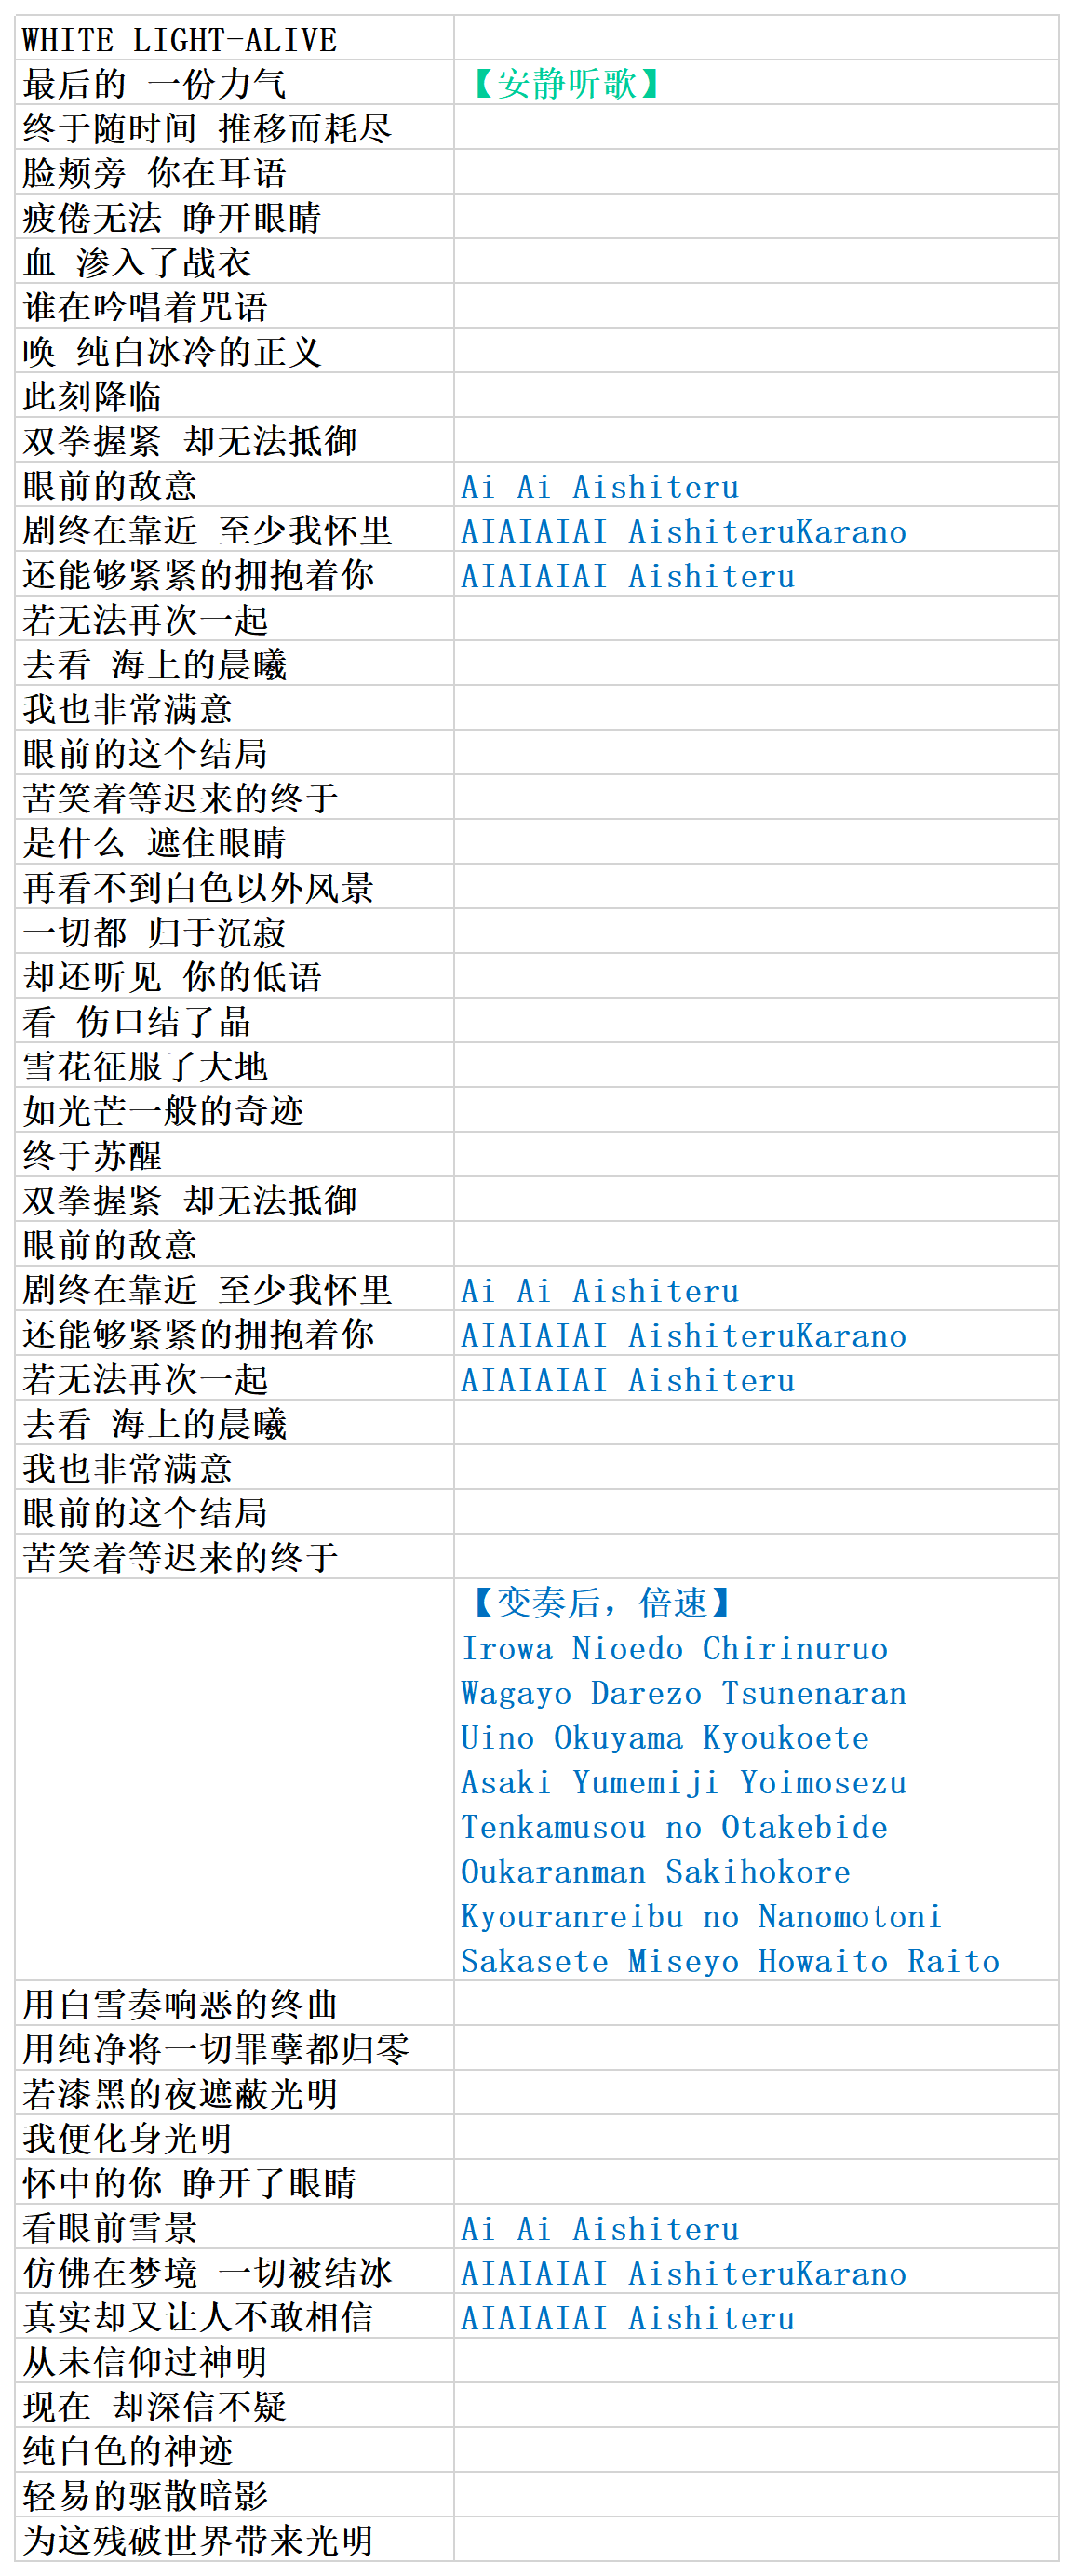 WHITE LIGHT-ALIVE
最后的 一份力气 【安静听歌】
终于随时间 推移而耗尽
脸颊旁 你在耳语
疲倦无法 睁开眼睛
血 渗入了战衣
谁在吟唱着咒语
唤 纯白冰冷的正义
此刻降临
双拳握紧 却无法抵御
眼前的敌意 Ai Ai Aishiteru
剧终在靠近 至少我怀里 AIAIAIAI AishiteruKarano
还能够紧紧的拥抱着你 AIAIAIAI Aishiteru
若无法再次一起
去看 海上的晨曦
我也非常满意
眼前的这个结局
苦笑着等迟来的终于
是什么 遮住眼睛
再看不到白色以外风景
一切都 归于沉寂
却还听见 你的低语
看 伤口结了晶
雪花征服了大地
如光芒一般的奇迹
终于苏醒
双拳握紧 却无法抵御
眼前的敌意
剧终在靠近 至少我怀里 Ai Ai Aishiteru
还能够紧紧的拥抱着你 AIAIAIAI AishiteruKarano
若无法再次一起 AIAIAIAI Aishiteru
去看 海上的晨曦
我也非常满意
眼前的这个结局
苦笑着等迟来的终于
【变奏后，倍速】
Irowa Nioedo Chirinuruo
Wagayo Darezo Tsunenaran
Uino Okuyama Kyoukoete
Asaki Yumemiji Yoimosezu
Tenkamusou no Otakebide
Oukaranman Sakihokore
Kyouranreibu no Nanomotoni
Sakasete Miseyo Howaito Raito
用白雪奏响恶的终曲
用纯净将一切罪孽都归零
若漆黑的夜遮蔽光明
我便化身光明
怀中的你 睁开了眼睛
看眼前雪景 Ai Ai Aishiteru
仿佛在梦境 一切被结冰 AIAIAIAI AishiteruKarano
真实却又让人不敢相信 AIAIAIAI Aishiteru
从未信仰过神明
现在 却深信不疑
纯白色的神迹
轻易的驱散暗影
为这残破世界带来光明